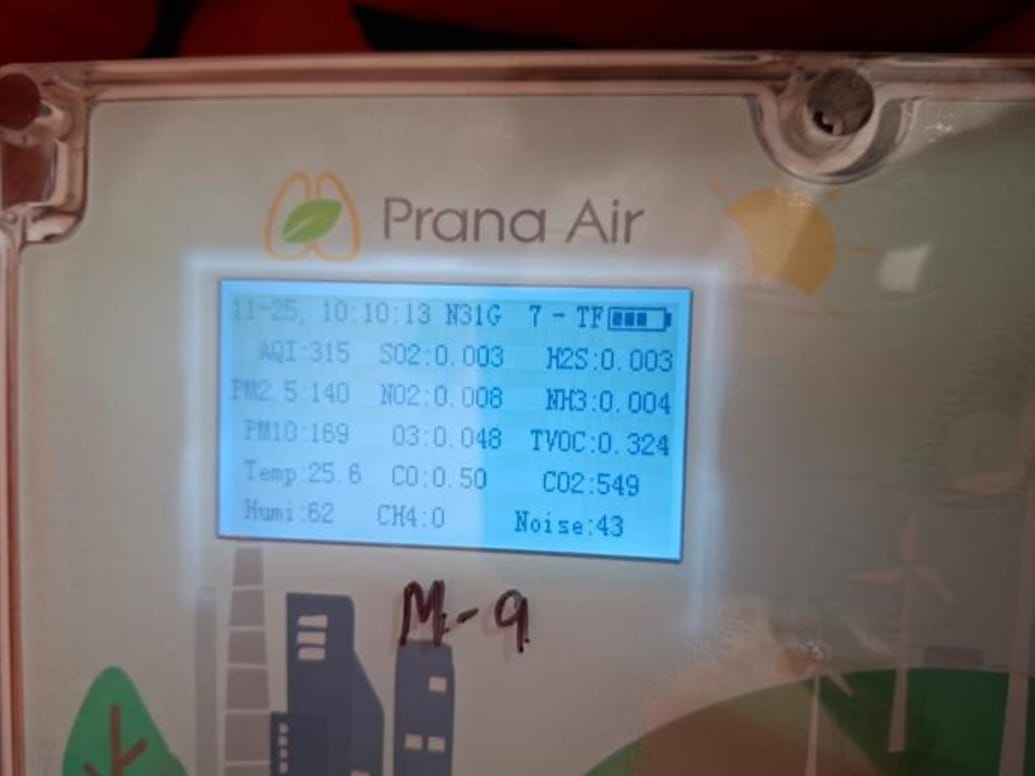 Prana Air
11-25, 10:10:13 N31G 7 - TF
AQI:315 SO2:0.003 H2S:0.003
PM2.5:140 NO2:0.008 NH3:0.004
PM10:169 O3:0.048 TVOC:0.324
Temp:25.6 CO:0.50 CO2:549
Humi:62 CH4:0 Noise:43
M-9